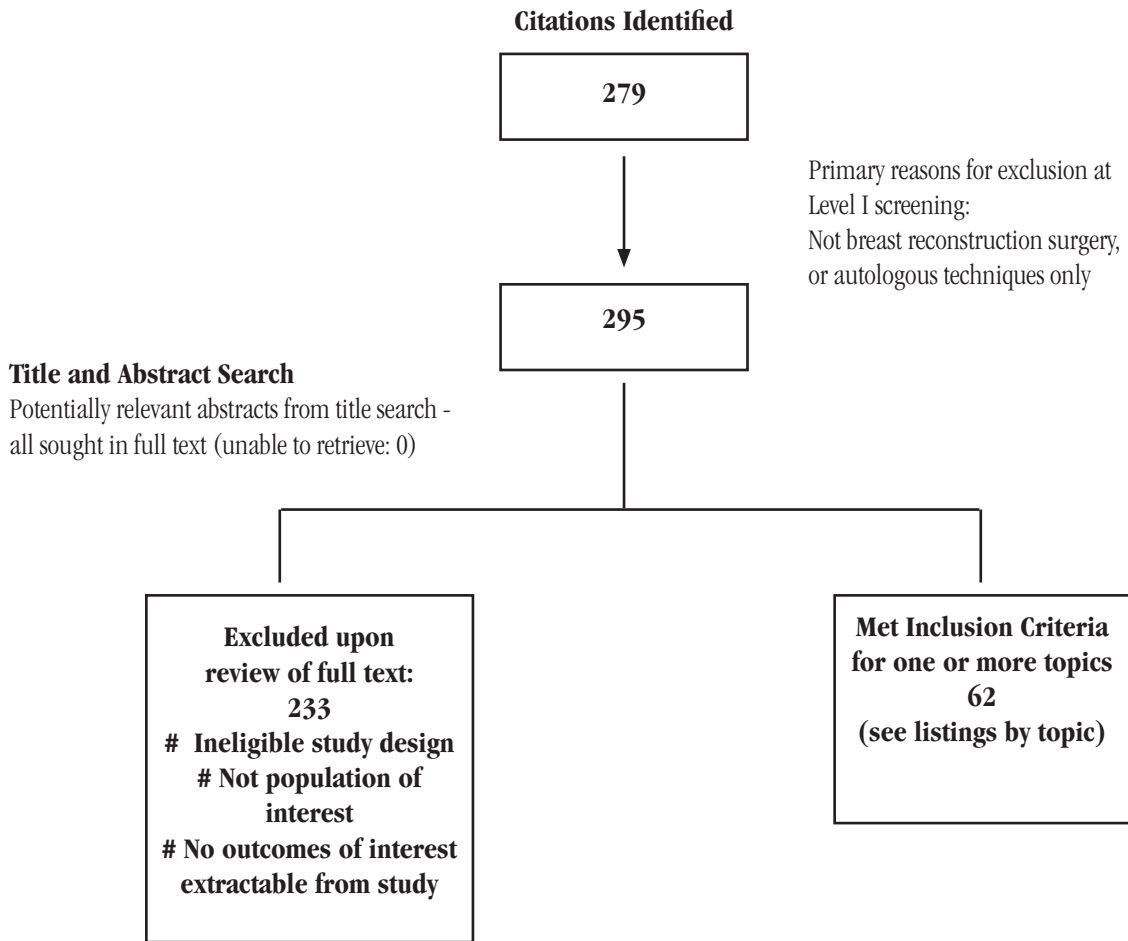 Citations Identified
279
Primary reasons for exclusion at
Level I screening:
Not breast reconstruction surgery,
or autologous techniques only
295
Title and Abstract Search
Potentially relevant abstracts from title search -
all sought in full text (unable to retrieve: 0)
Excluded upon
review of full text:
233
# Ineligible study design
# Not population of
interest
# No outcomes of interest
extractable from study
Met Inclusion Criteria
for one or more topics
62
(see listings by topic)